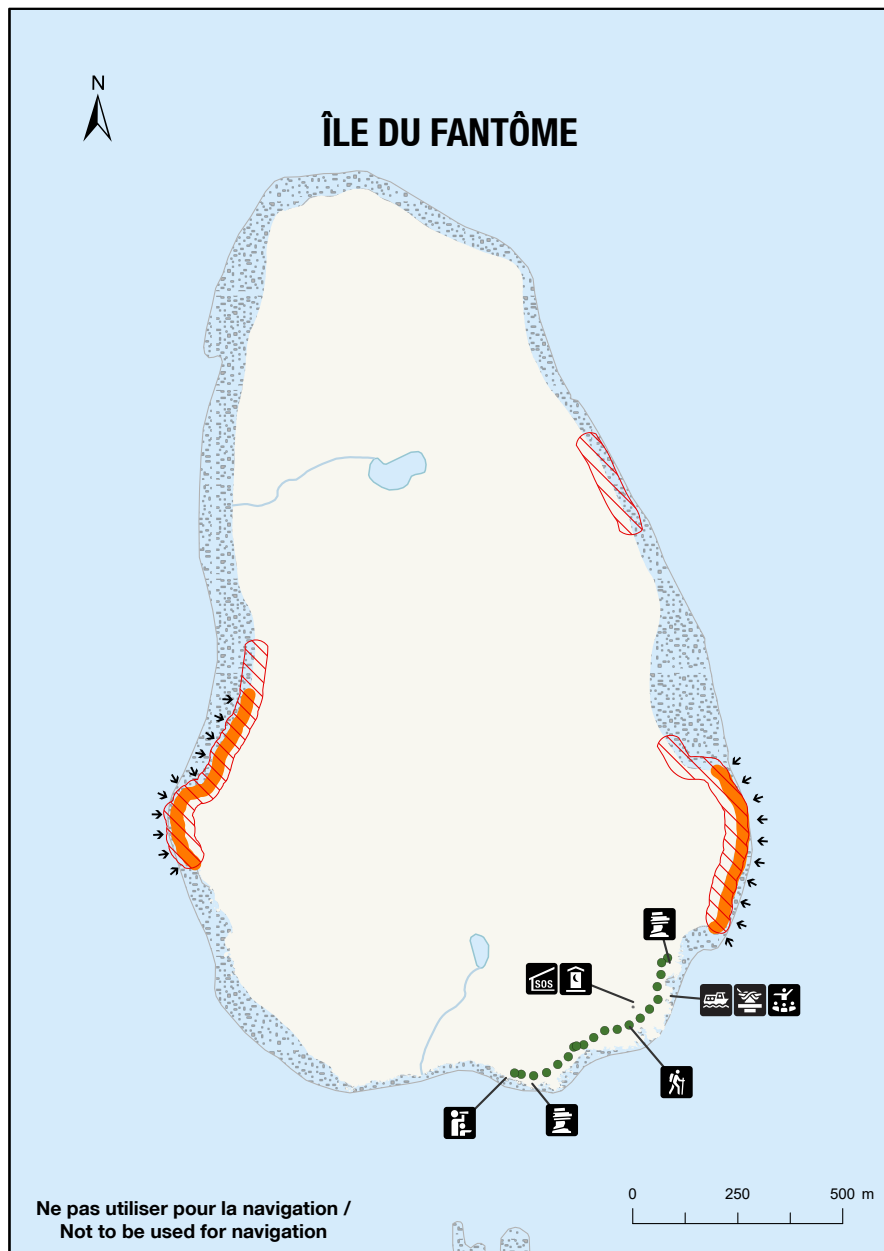 N
ÎLE DU FANTÔME
SOS
Ne pas utiliser pour la navigation /
Not to be used for navigation
0 250 500 m